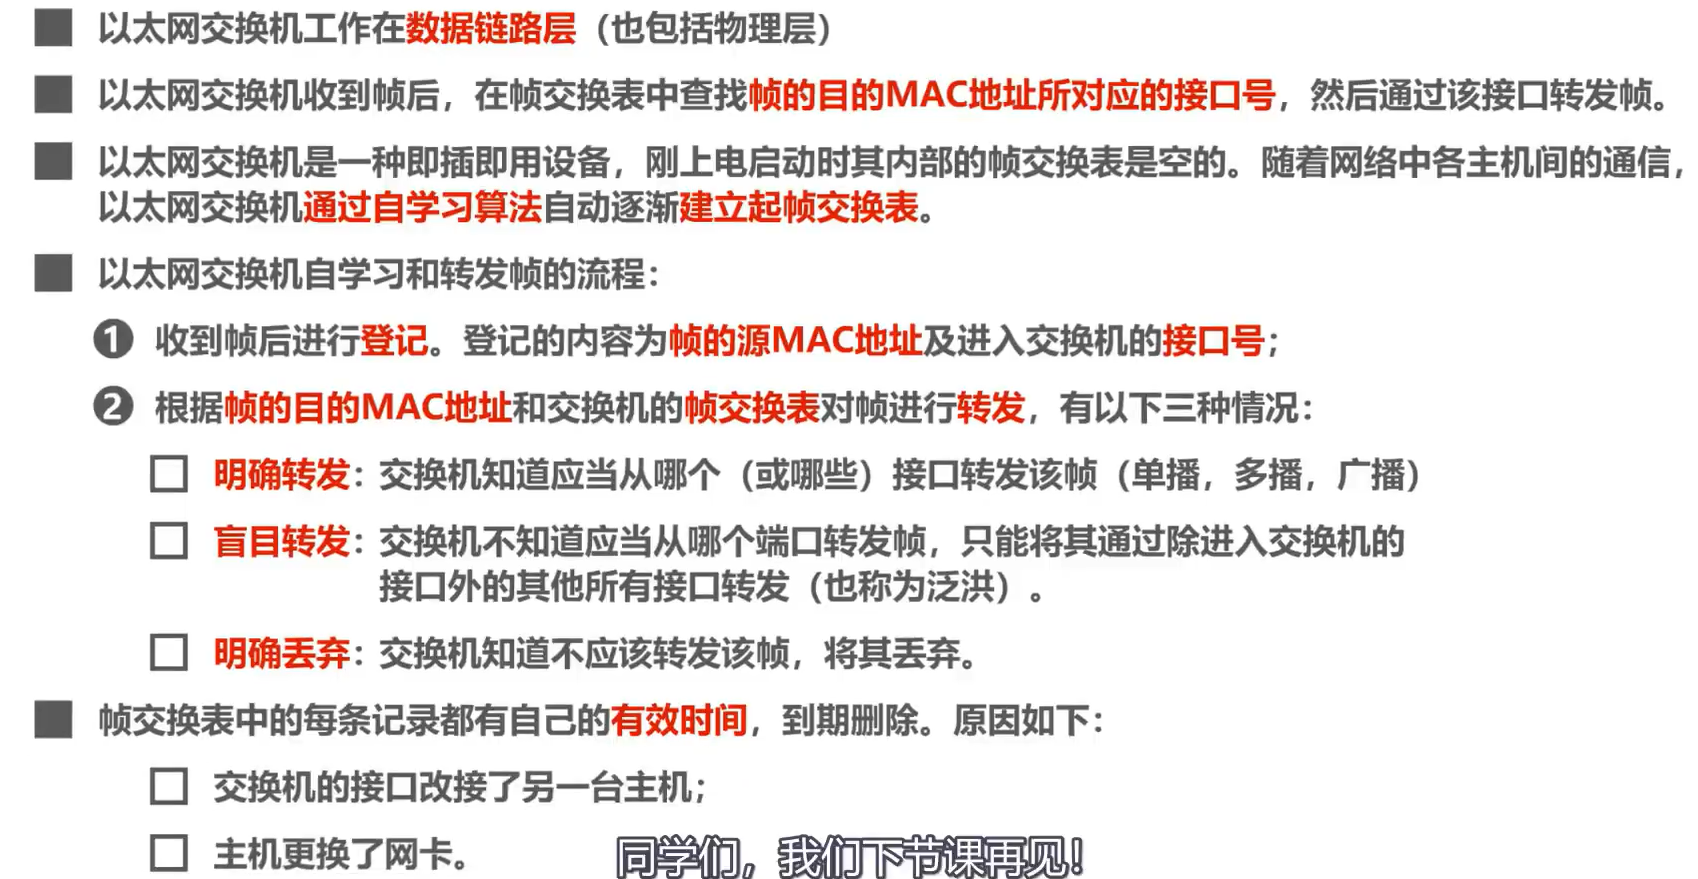 以太网交换机工作在数据链路层（也包括物理层）
以太网交换机收到帧后，在帧交换表中查找帧的目的MAC地址所对应的接口号，然后通过该接口转发帧。
以太网交换机是一种即插即用设备，刚上电启动时其内部的帧交换表是空的。随着网络中各主机间的通信，
以太网交换机通过自学习算法自动逐渐建立起帧交换表。
以太网交换机自学习和转发帧的流程：
❶ 收到帧后进行登记。登记的内容为帧的源MAC地址及进入交换机的接口号；
❷ 根据帧的目的MAC地址和交换机的帧交换表对帧进行转发，有以下三种情况：
明确转发：交换机知道应当从哪个（或哪些）接口转发该帧（单播，多播，广播）
盲目转发：交换机不知道应当从哪个端口转发帧，只能将其通过除进入交换机的
接口外的其他所有接口转发（也称为泛洪）。
明确丢弃：交换机知道不应该转发该帧，将其丢弃。
帧交换表中的每条记录都有自己的有效时间，到期删除。原因如下：
交换机的接口改接了另一台主机；
主机更换了网卡。
同学们，我们下节课再见！